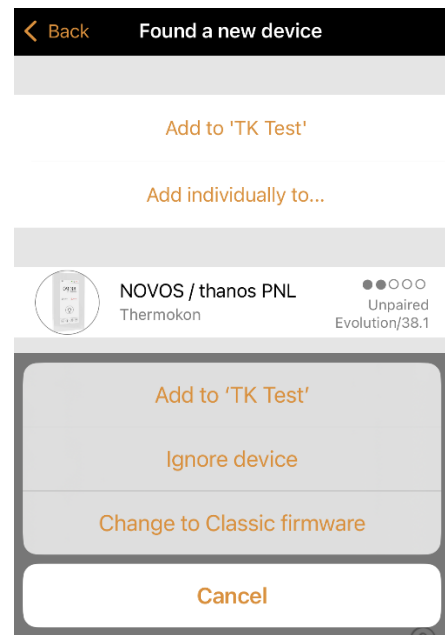 Back Found a new device
Add to 'TK Test'
Add individually to...
NOVOS / thanos PNL
Thermokon
Unpaired
Evolution/38.1
Add to ‘TK Test’
Ignore device
Change to Classic firmware
Cancel